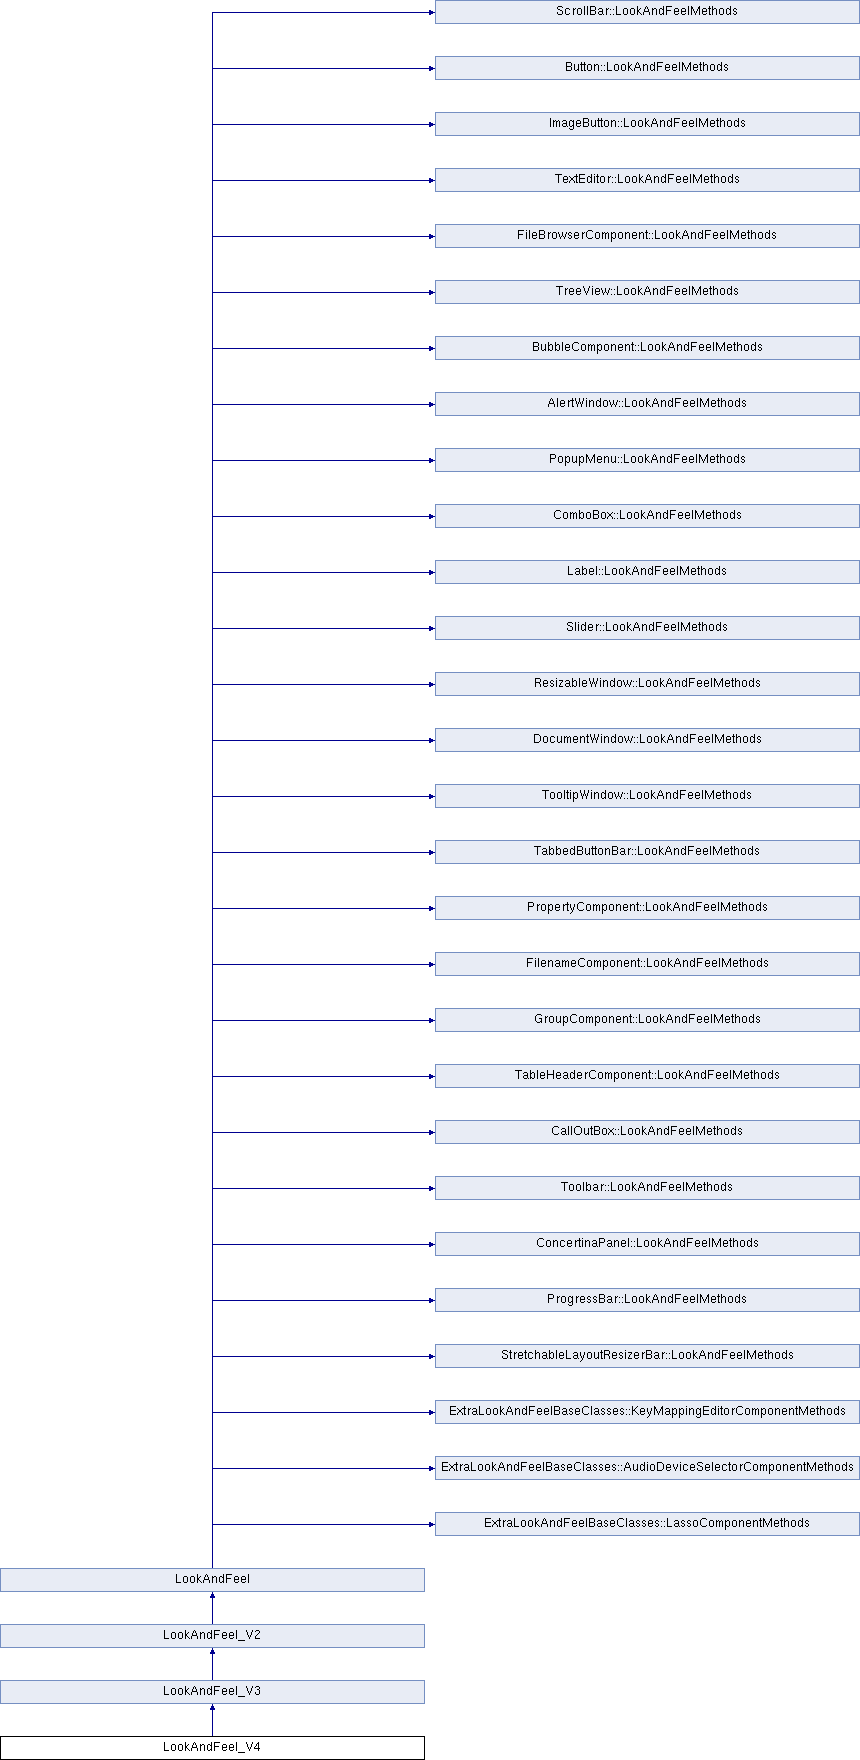 ScrollBar::LookAndFeelMethods
Button::LookAndFeelMethods
ImageButton::LookAndFeelMethods
TextEditor::LookAndFeelMethods
FileBrowserComponent::LookAndFeelMethods
TreeView::LookAndFeelMethods
BubbleComponent::LookAndFeelMethods
AlertWindow::LookAndFeelMethods
PopupMenu::LookAndFeelMethods
ComboBox::LookAndFeelMethods
Label::LookAndFeelMethods
Slider::LookAndFeelMethods
ResizableWindow::LookAndFeelMethods
DocumentWindow::LookAndFeelMethods
TooltipWindow::LookAndFeelMethods
TabbedButtonBar::LookAndFeelMethods
PropertyComponent::LookAndFeelMethods
FilenameComponent::LookAndFeelMethods
GroupComponent::LookAndFeelMethods
TableHeaderComponent::LookAndFeelMethods
CallOutBox::LookAndFeelMethods
Toolbar::LookAndFeelMethods
ConcertinaPanel::LookAndFeelMethods
ProgressBar::LookAndFeelMethods
StretchableLayoutResizerBar::LookAndFeelMethods
ExtraLookAndFeelBaseClasses::KeyMappingEditorComponentMethods
ExtraLookAndFeelBaseClasses::AudioDeviceSelectorComponentMethods
ExtraLookAndFeelBaseClasses::LassoComponentMethods
LookAndFeel
LookAndFeel_V2
LookAndFeel_V3
LookAndFeel_V4